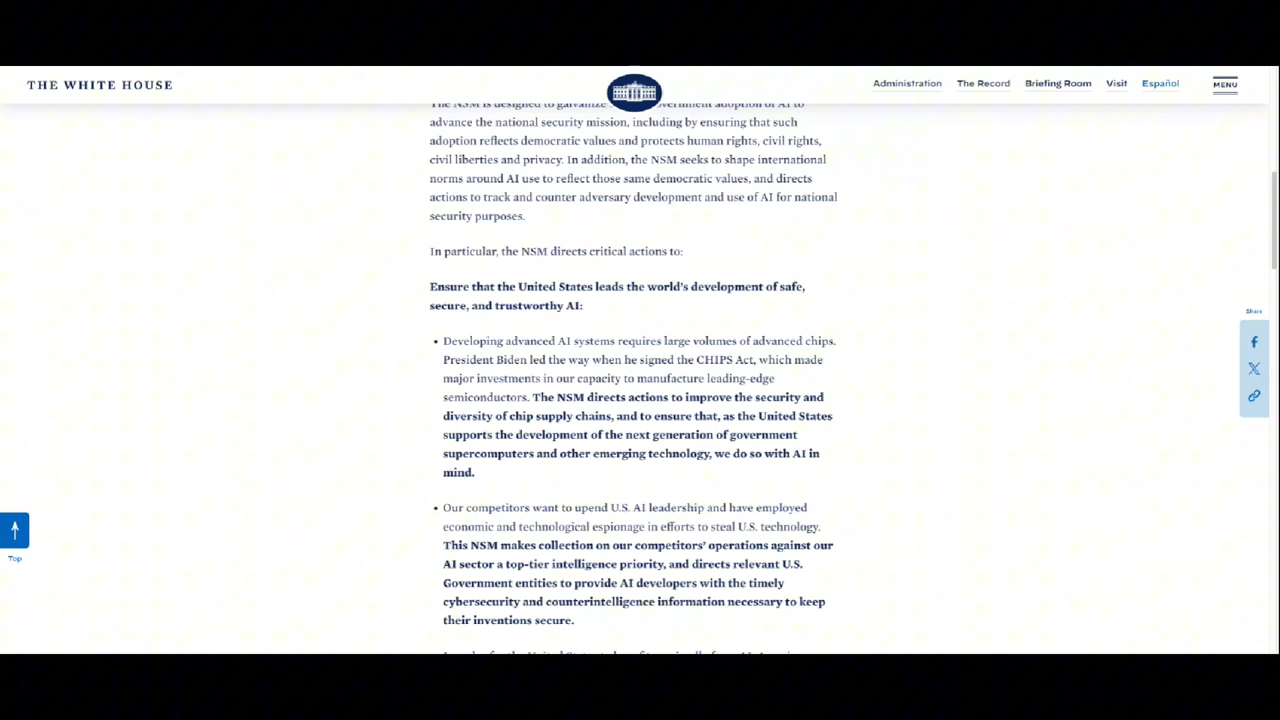 THE WHITE HOUSE
Administration
The Record
Briefing Room
Visit
Español
MENU
The NSM is designed to galvanize
adoption of AI to
advance the national security mission, including by ensuring that such
adoption reflects democratic values and protects human rights, civil rights,
civil liberties and privacy. In addition, the NSM seeks to shape international
norms around AI use to reflect those same democratic values, and directs
actions to track and counter adversary development and use of AI for national
security purposes.
In particular, the NSM directs critical actions to:
Ensure that the United States leads the world’s development of safe,
secure, and trustworthy AI:
• Developing advanced AI systems requires large volumes of advanced chips.
President Biden led the way when he signed the CHIPS Act, which made
major investments in our capacity to manufacture leading-edge
semiconductors. The NSM directs actions to improve the security and
diversity of chip supply chains, and to ensure that, as the United States
supports the development of the next generation of government
supercomputers and other emerging technology, we do so with AI in
mind.
• Our competitors want to upend U.S. AI leadership and have employed
economic and technological espionage in efforts to steal U.S. technology.
This NSM makes collection on our competitors’ operations against our
AI sector a top-tier intelligence priority, and directs relevant U.S.
Government entities to provide AI developers with the timely
cybersecurity and counterintelligence information necessary to keep
their inventions secure.
Share
Top